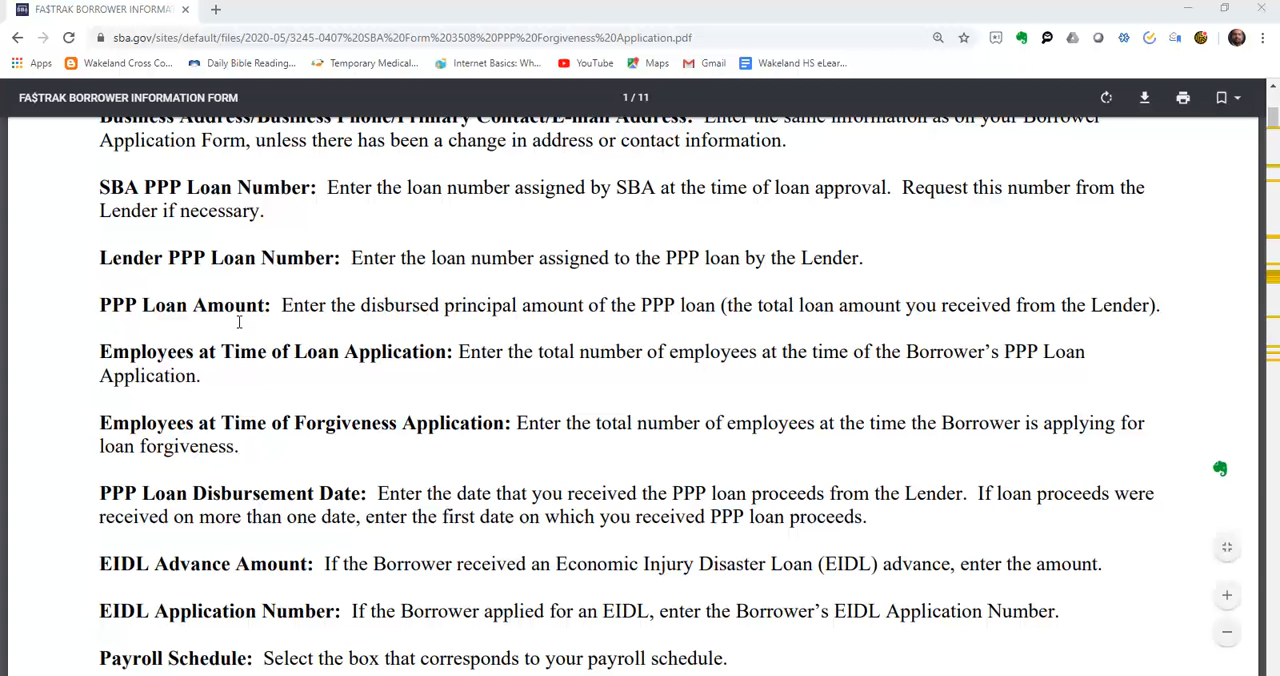 FA$TRAK BORROWER INFORMA
sba.gov/sites/default/files/2020-05/3245-0407%20SBA%20Form%203508%20PPP%20Forgiveness%20Application.pdf
Apps Wakeland Cross Co... Daily Bible Reading... Temporary Medical... Internet Basics: Wh... YouTube Maps Gmail Wakeland HS eLear...
FA$TRAK BORROWER INFORMATION FORM 1 / 11
Business Address/Business Phone/Primary Contact/E-mail Address: Enter the same information as on your Borrower
Application Form, unless there has been a change in address or contact information.
SBA PPP Loan Number: Enter the loan number assigned by SBA at the time of loan approval. Request this number from the
Lender if necessary.
Lender PPP Loan Number: Enter the loan number assigned to the PPP loan by the Lender.
PPP Loan Amount: Enter the disbursed principal amount of the PPP loan (the total loan amount you received from the Lender).
Employees at Time of Loan Application: Enter the total number of employees at the time of the Borrower’s PPP Loan
Application.
Employees at Time of Forgiveness Application: Enter the total number of employees at the time the Borrower is applying for
loan forgiveness.
PPP Loan Disbursement Date: Enter the date that you received the PPP loan proceeds from the Lender. If loan proceeds were
received on more than one date, enter the first date on which you received PPP loan proceeds.
EIDL Advance Amount: If the Borrower received an Economic Injury Disaster Loan (EIDL) advance, enter the amount.
EIDL Application Number: If the Borrower applied for an EIDL, enter the Borrower’s EIDL Application Number.
Payroll Schedule: Select the box that corresponds to your payroll schedule.